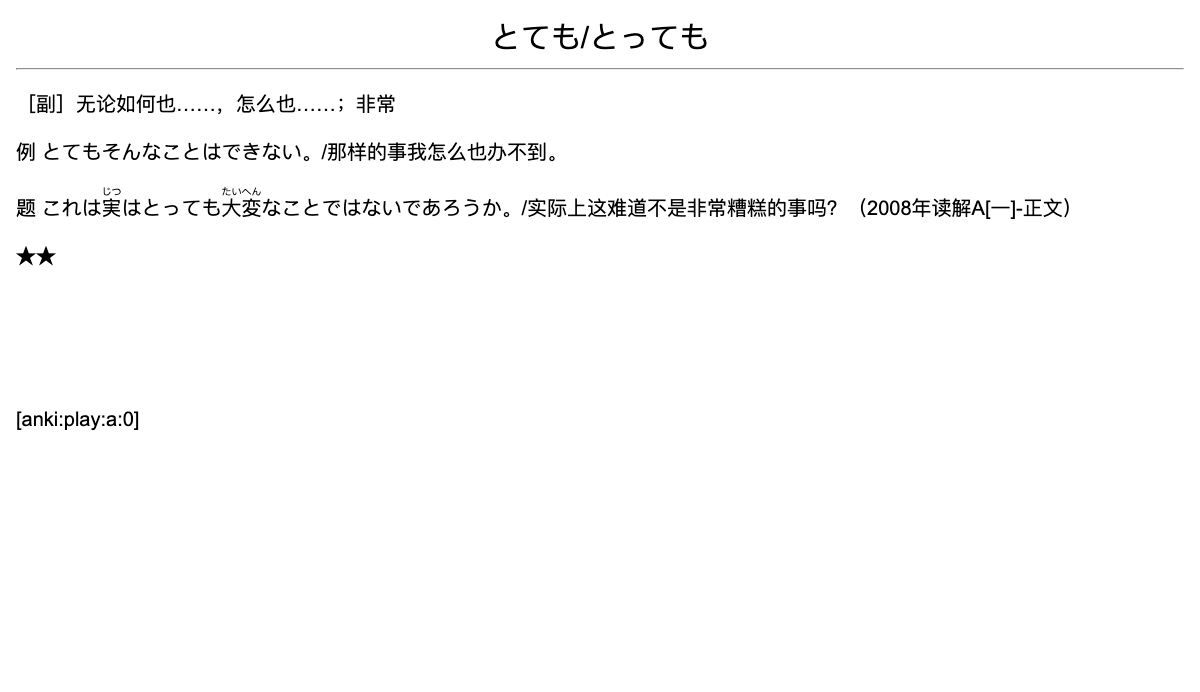 とても/とっても
［副］无论如何也……，怎么也……；非常
例 とてもそんなことはできない。/那样的事我怎么也办不到。
じつ たいへん
题 これは実はとっても大変なことではないであろうか。/实际上这难道不是非常糟糕的事吗？（2008年读解A[一]-正文）
★★
[anki:play:a:0]